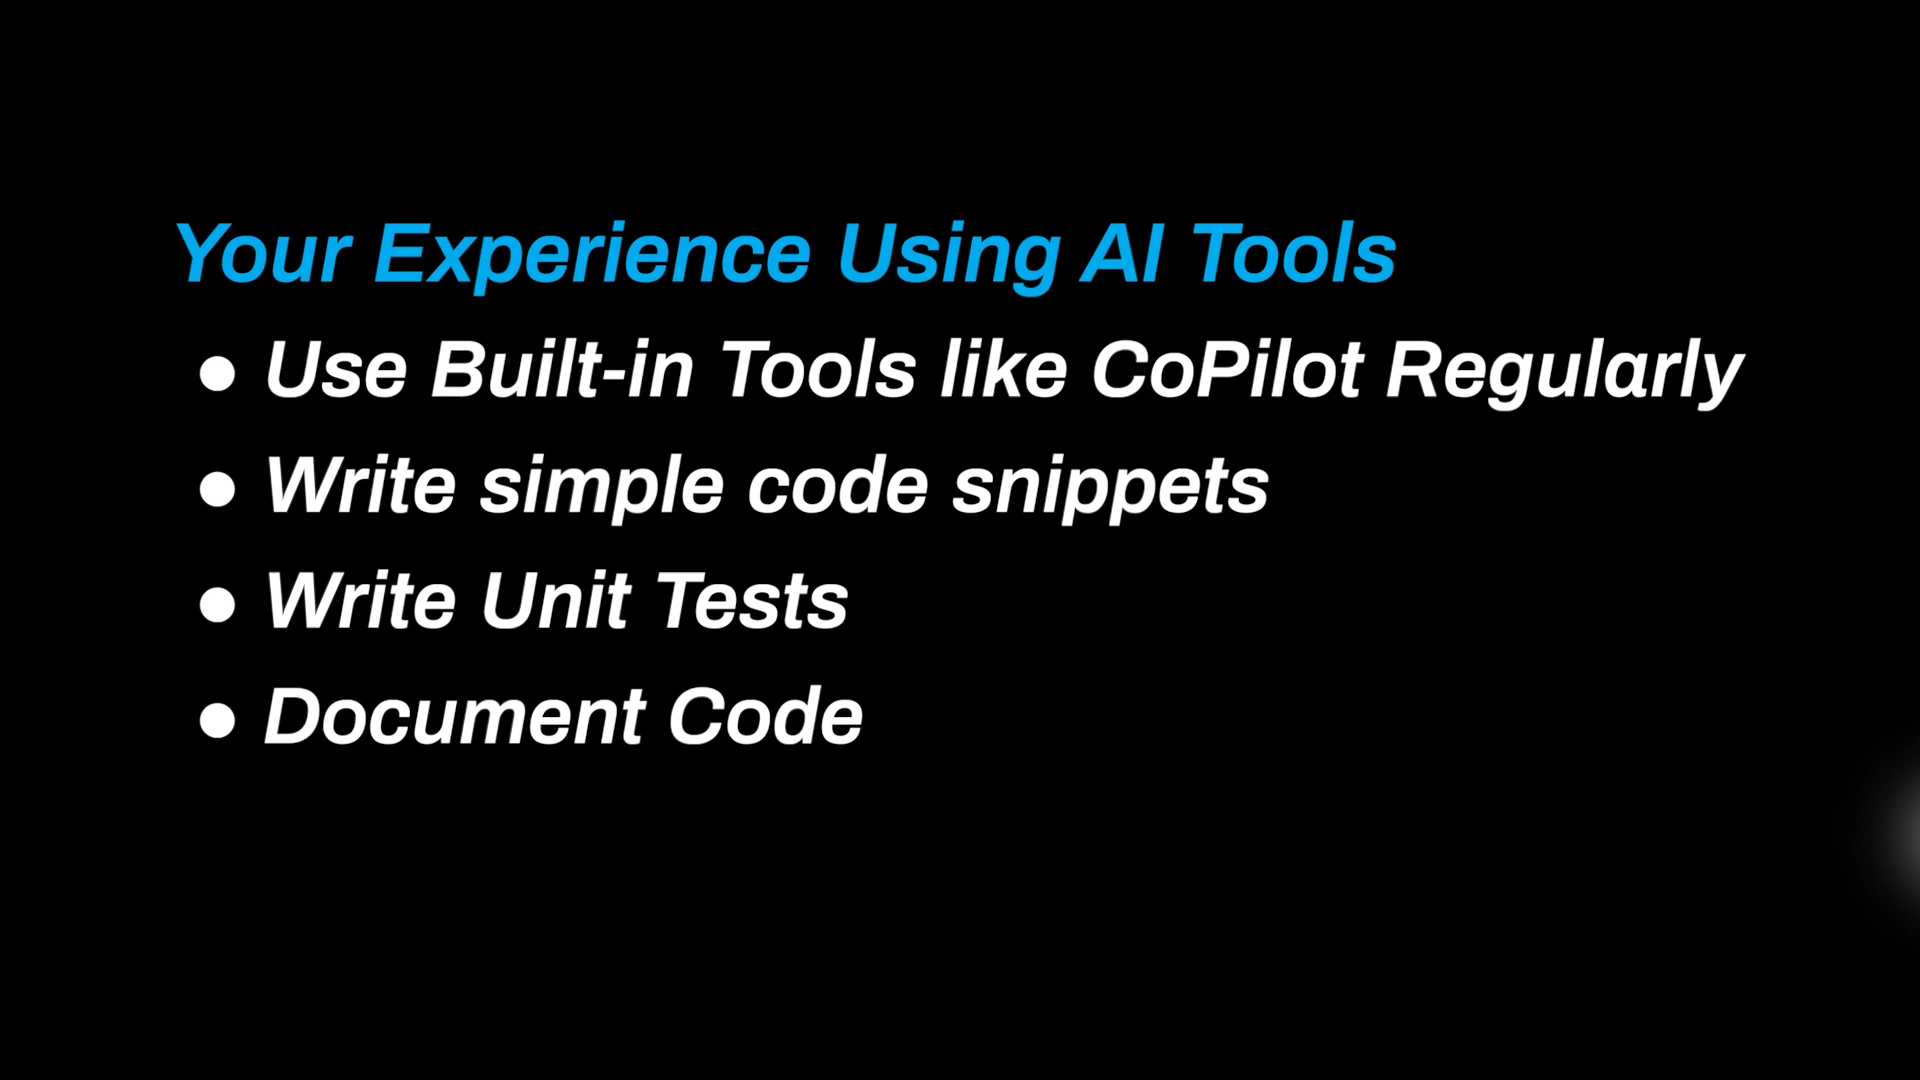 Your Experience Using AI Tools
● Use Built-in Tools like CoPilot Regularly
● Write simple code snippets
● Write Unit Tests
● Document Code